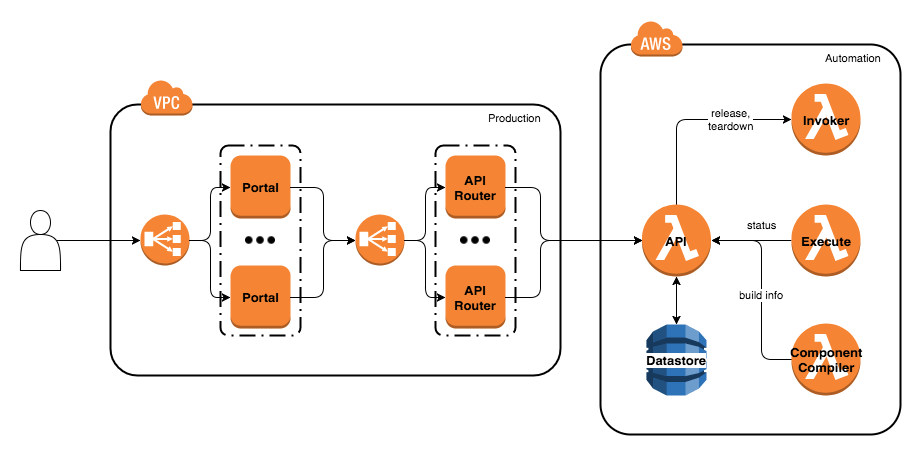 AWS
Automation
VPC
Production
release,
teardown
Invoker
Portal
API
Router
API
status
Execute
Portal
API
Router
build info
Datastore
Component
Compiler